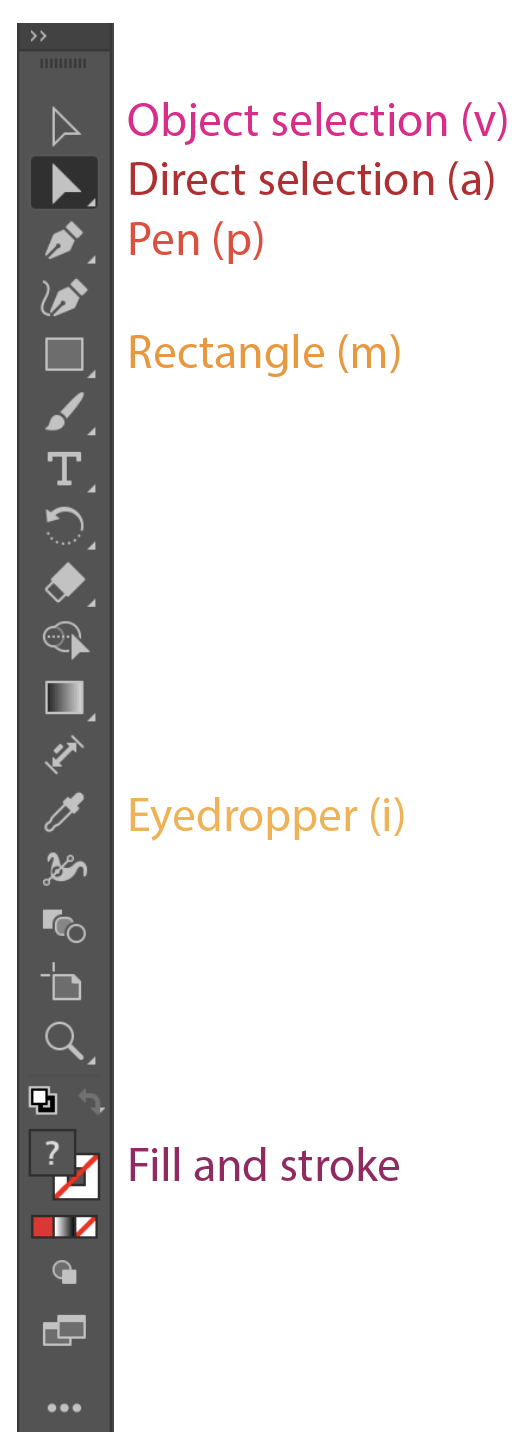 Object selection (v)
Direct selection (a)
Pen (p)
Rectangle (m)
T
Eyedropper (i)
?
Fill and stroke